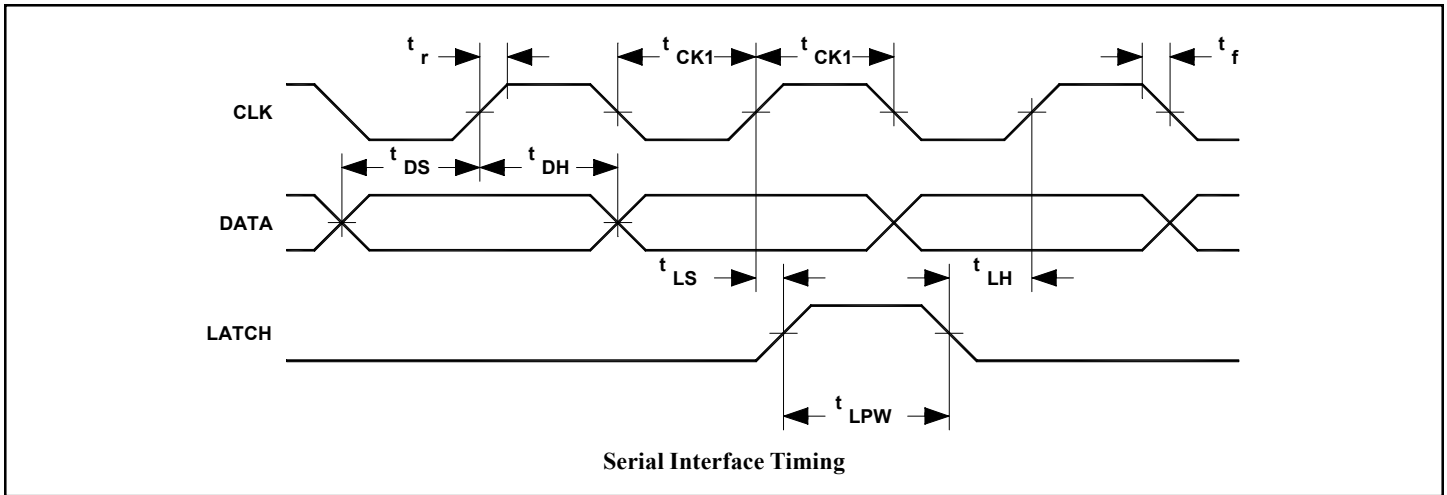 t r
t CK1
t CK1
t f
CLK
t DS
t DH
DATA
t LS
t LH
LATCH
t LPW
Serial Interface Timing